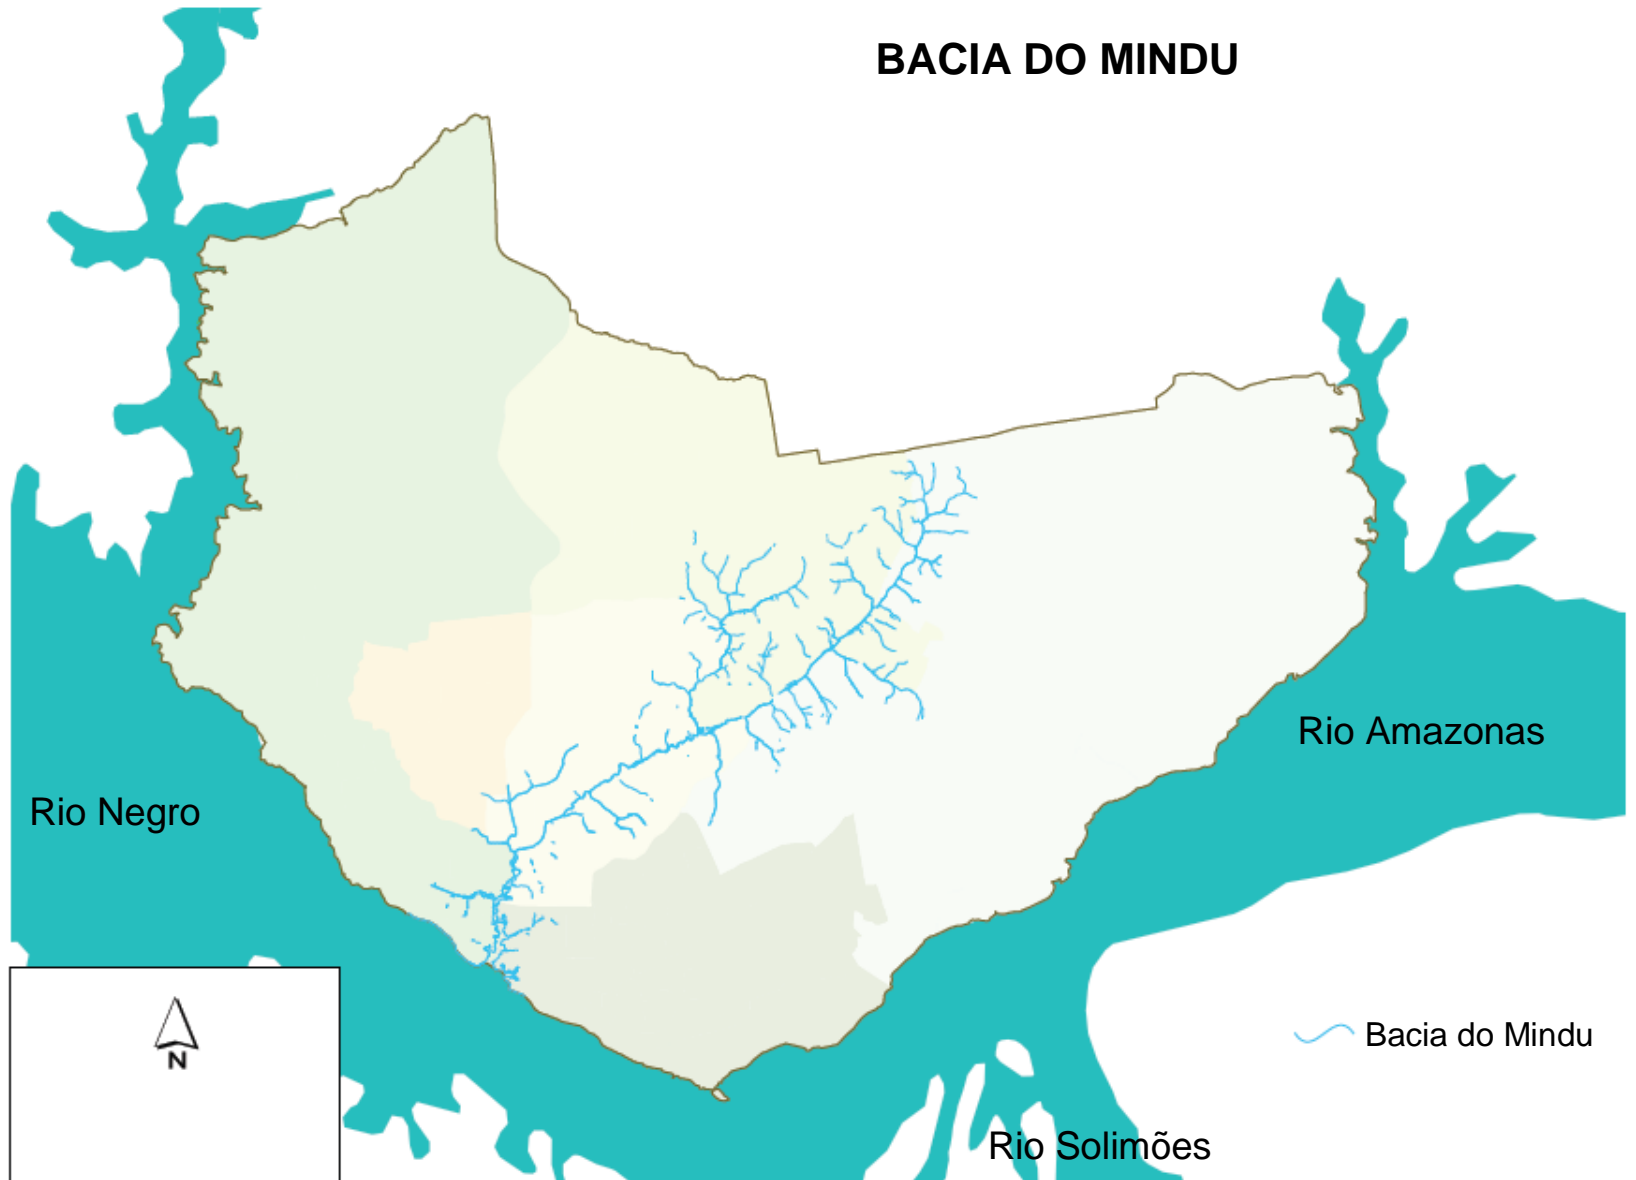 BACIA DO MINDU
Rio Amazonas
Rio Negro
N
Bacia do Mindu
Rio Solimões